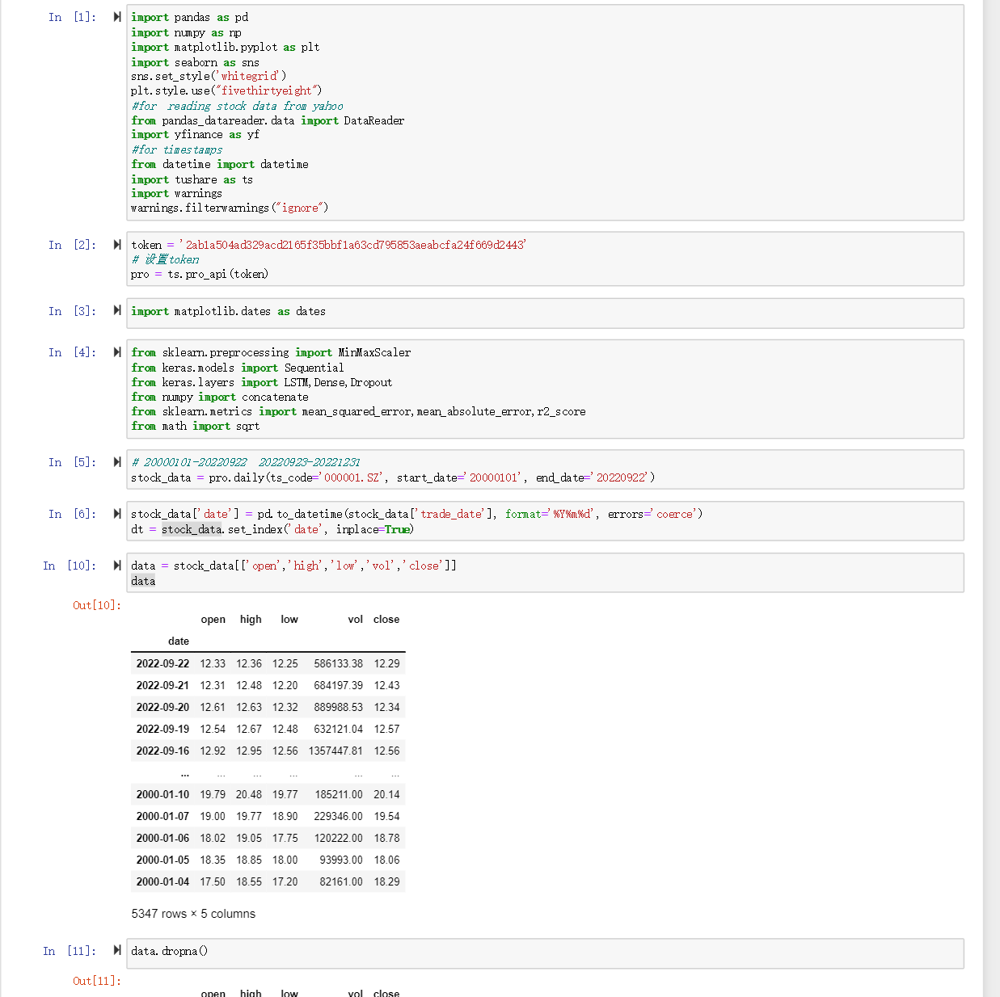 In [1]:
import pandas as pd
import numpy as np
import matplotlib.pyplot as plt
import seaborn as sns
sns.set_style('whitegrid')
plt.style.use("fivethirtyeight")
#for  reading stock data from yahoo
from pandas_datareader.data import DataReader
import yfinance as yf
#for timestamps
from datetime import datetime
import tushare as ts
import warnings
warnings.filterwarnings("ignore")
In [2]:
token = '2ab1a504ad329acd2165f35bbf1a63cd795853aeabcfa24f669d2443'
# 设置token
pro = ts.pro_api(token)
In [3]:
import matplotlib.dates as dates
In [4]:
from sklearn.preprocessing import MinMaxScaler
from keras.models import Sequential
from keras.layers import LSTM,Dense,Dropout
from numpy import concatenate
from sklearn.metrics import mean_squared_error,mean_absolute_error,r2_score
from math import sqrt
In [5]:
# 20000101-20220922  20220923-20221231
stock_data = pro.daily(ts_code='000001.SZ', start_date='20000101', end_date='20220922')
In [6]:
stock_data['date'] = pd.to_datetime(stock_data['trade_date'], format='%Y%m%d', errors='coerce')
dt = stock_data.set_index('date', inplace=True)
In [10]:
data = stock_data[['open','high','low','vol','close']]
data
Out[10]:
open high low vol close
date
2022-09-22 12.33 12.36 12.25 586133.38 12.29
2022-09-21 12.31 12.48 12.20 684197.39 12.43
2022-09-20 12.61 12.63 12.32 889988.53 12.34
2022-09-19 12.54 12.67 12.48 632121.04 12.57
2022-09-16 12.92 12.95 12.56 1357447.81 12.56
... ... ... ... ... ...
2000-01-10 19.79 20.48 19.77 185211.00 20.14
2000-01-07 19.00 19.77 18.90 229346.00 19.54
2000-01-06 18.02 19.05 17.75 120222.00 18.78
2000-01-05 18.35 18.85 18.00 93993.00 18.06
2000-01-04 17.50 18.55 17.20 82161.00 18.29
5347 rows × 5 columns
In [11]:
data.dropna()
Out[11]:
open high low vol close